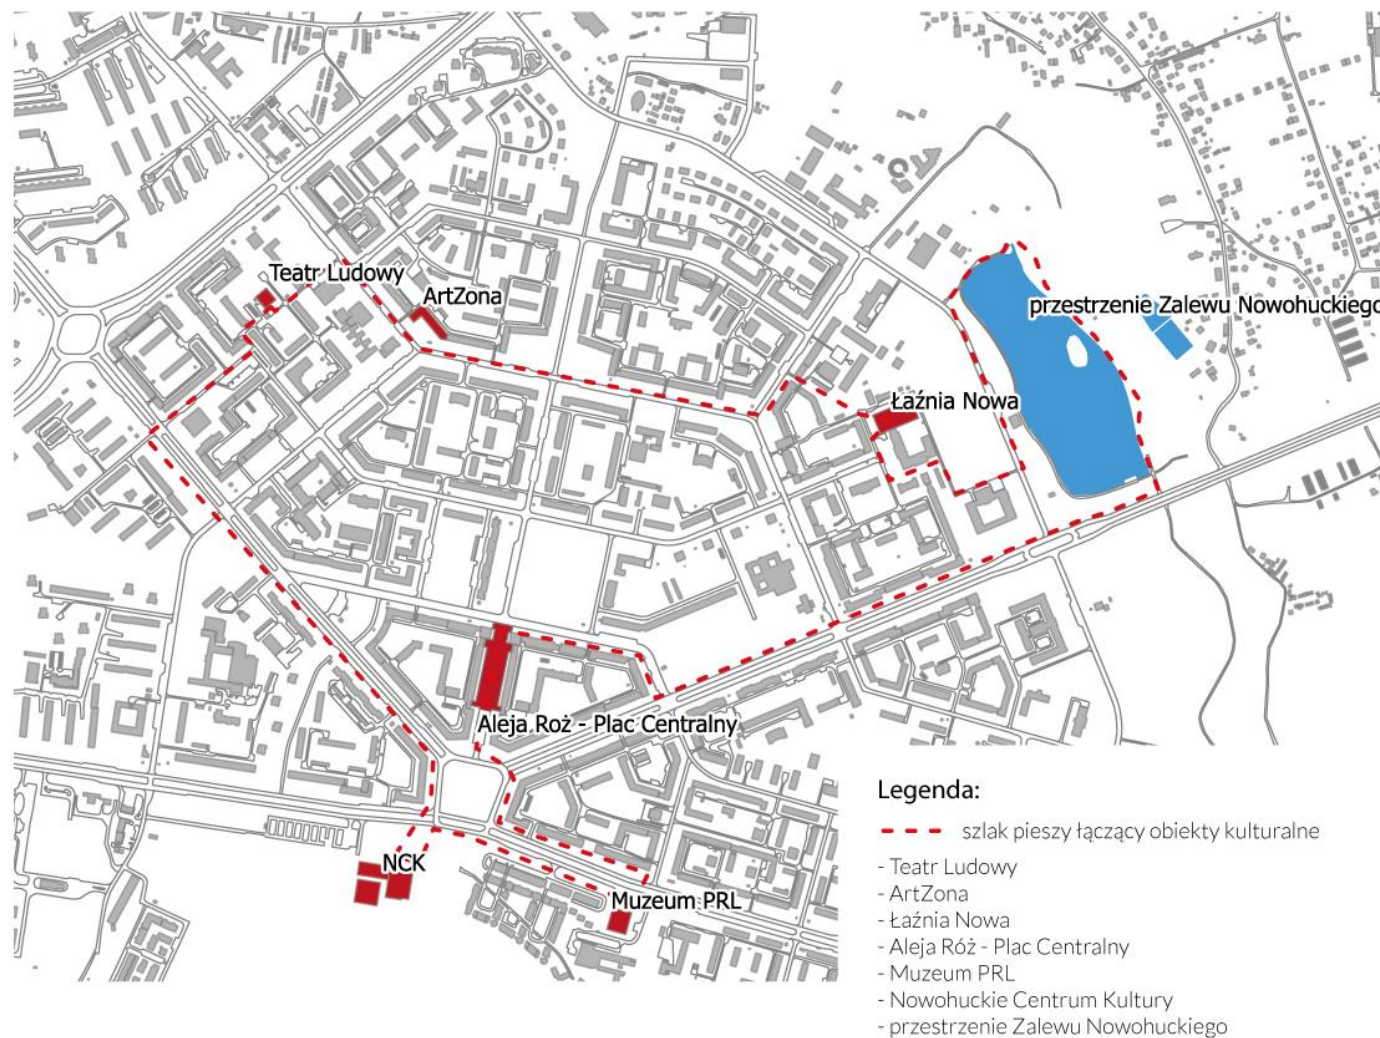 Teatr Ludowy
ArtZona
przestrzenie Zalewu Nowohuckiego
Łaźnia Nowa
Aleja Roż - Plac Centralny
NCK
Muzeum PRL
Legenda:
szlak pieszy łączący obiekty kulturalne
- Teatr Ludowy
- ArtZona
- Łaźnia Nowa
- Aleja Róż - Plac Centralny
- Muzeum PRL
- Nowohuckie Centrum Kultury
- przestrzenie Zalewu Nowohuckiego